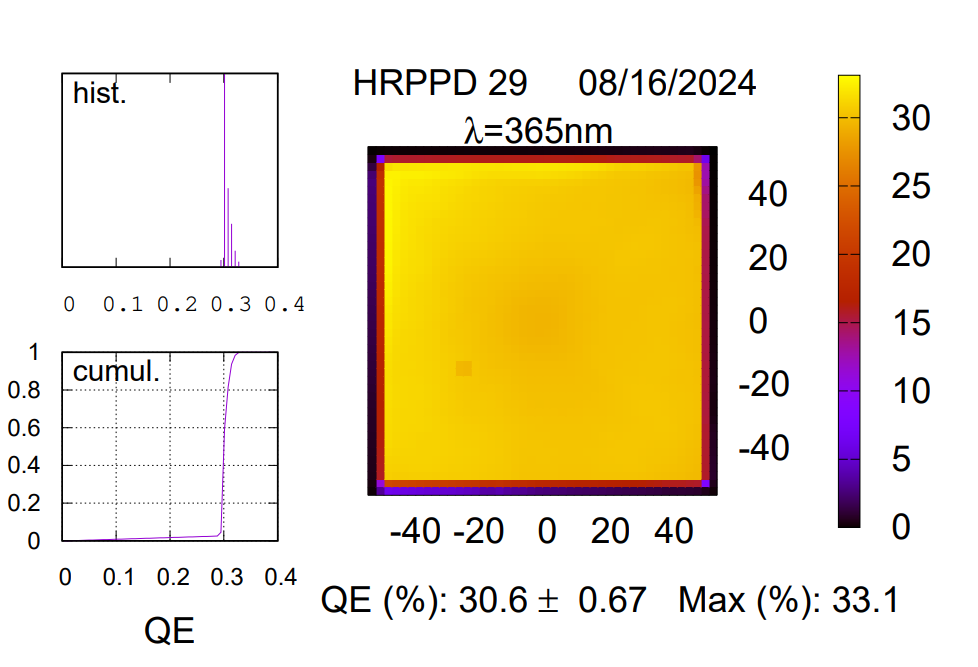 HRPPD 29 08/16/2024
λ=365nm
hist.
0 0.1 0.2 0.3 0.4
cumul.
1
0.8
0.6
0.4
0.2
0
0 0.1 0.2 0.3 0.4
QE
40
20
0
-20
-40
-40 -20 0 20 40
30
25
20
15
10
5
0
QE (%): 30.6 ± 0.67 Max (%): 33.1